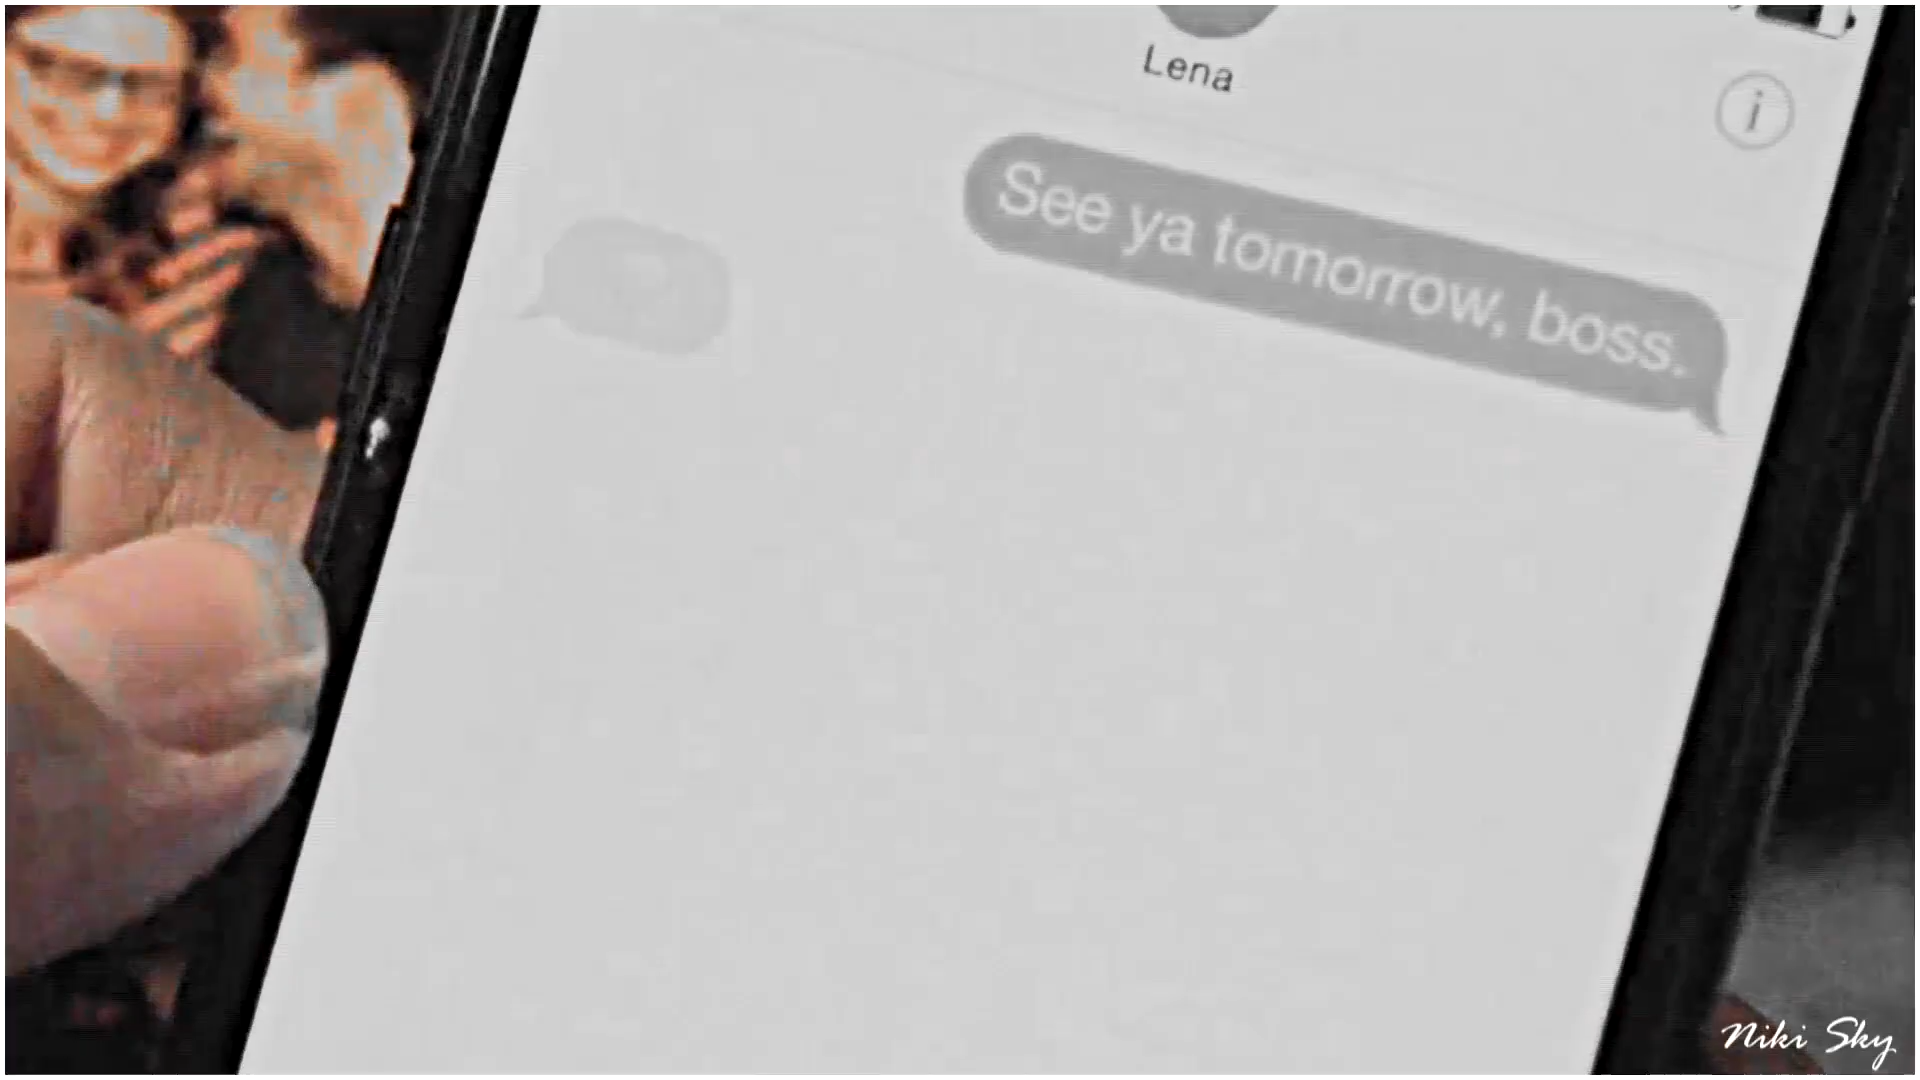 Lena
i
See ya tomorrow, boss.
Niki Sky